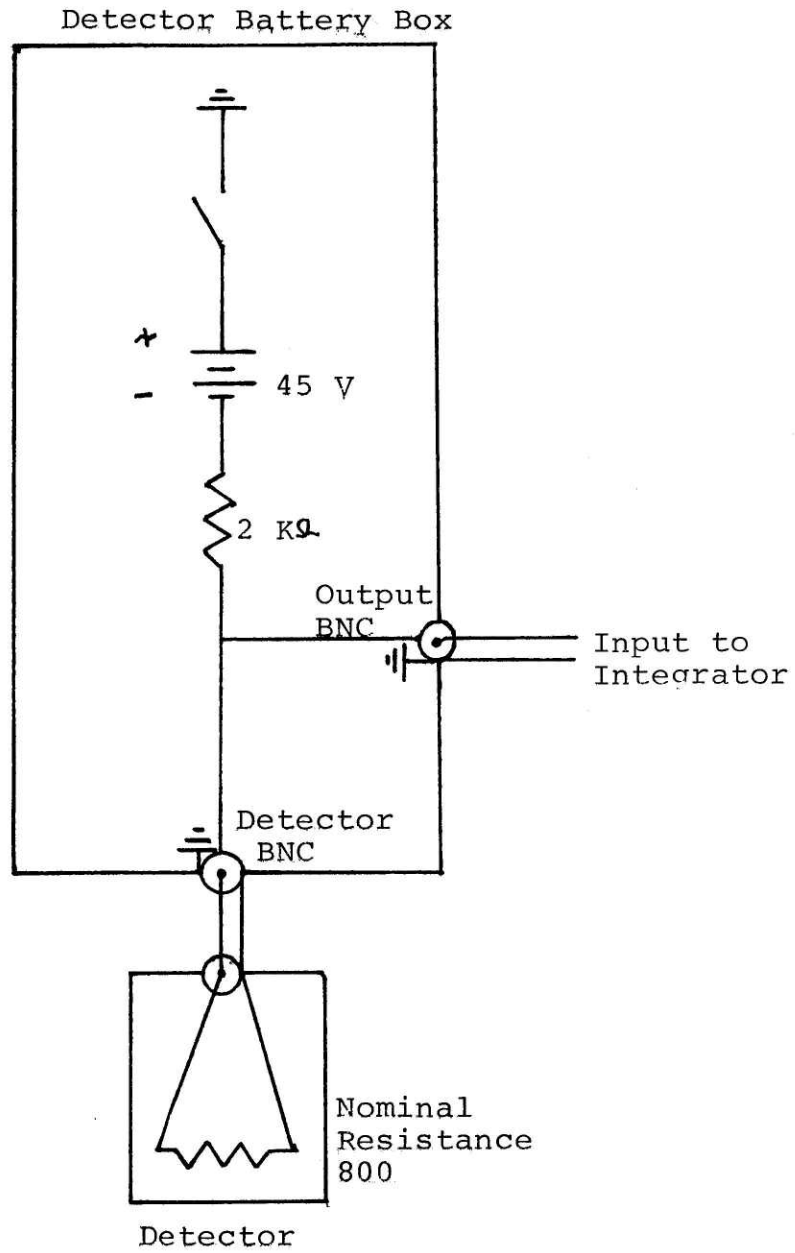 Detector Battery Box
+
-
45 V
2 KΩ
Output
BNC
Input to
Integrator
Detector
BNC
Nominal
Resistance
800
Detector